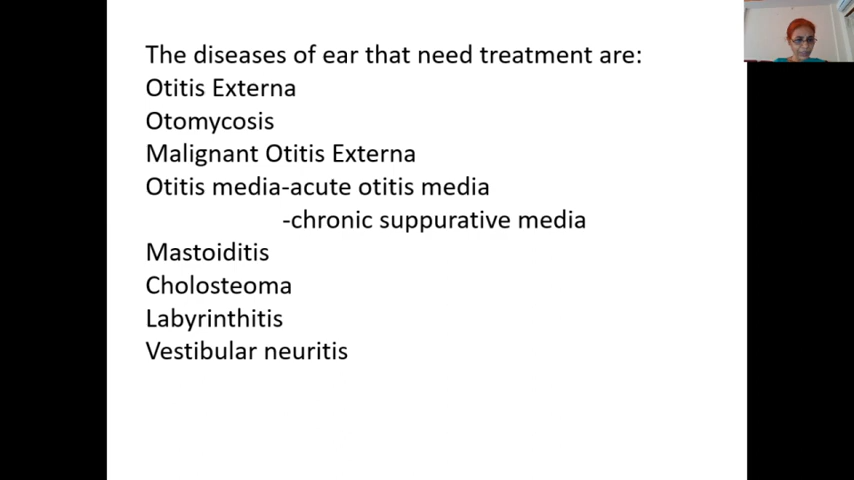 The diseases of ear that need treatment are:
Otitis Externa
Otomycosis
Malignant Otitis Externa
Otitis media-acute otitis media
-chronic suppurative media
Mastoiditis
Cholosteoma
Labyrinthitis
Vestibular neuritis